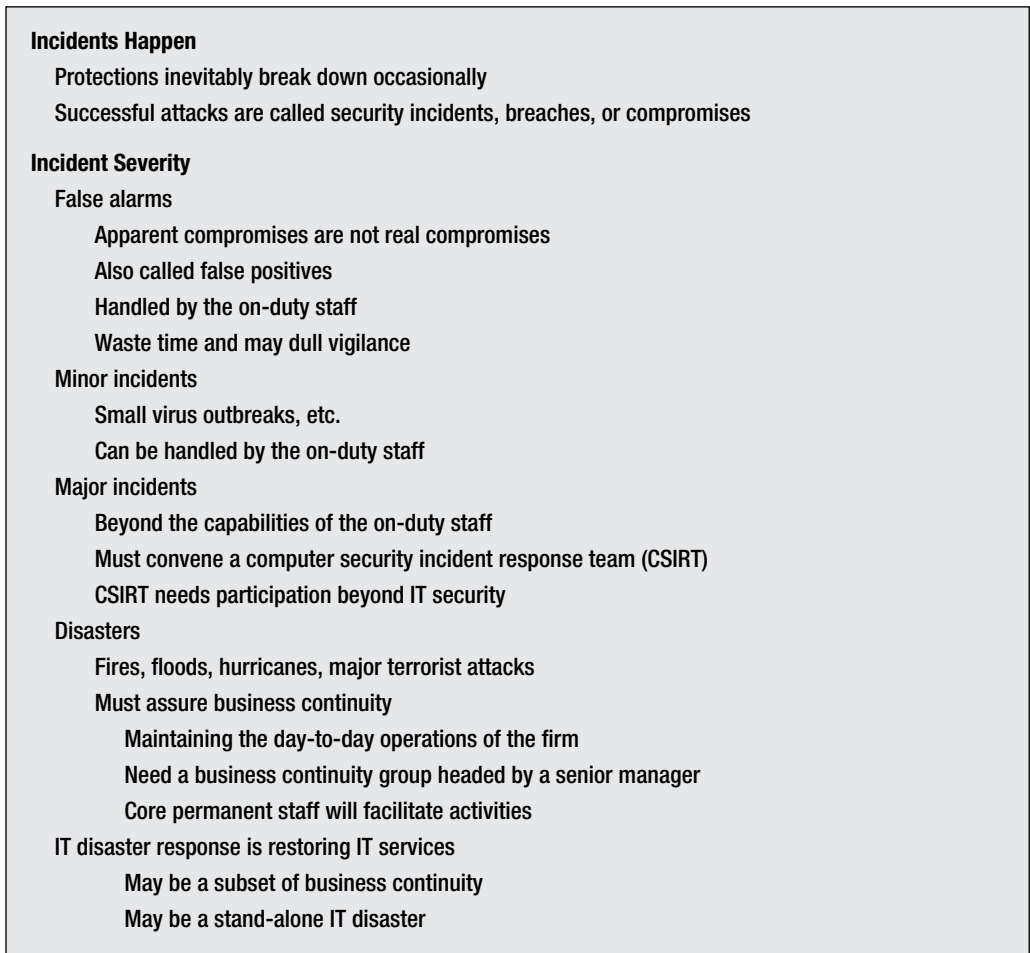 Incidents Happen
Protections inevitably break down occasionally
Successful attacks are called security incidents, breaches, or compromises
Incident Severity
False alarms
Apparent compromises are not real compromises
Also called false positives
Handled by the on-duty staff
Waste time and may dull vigilance
Minor incidents
Small virus outbreaks, etc.
Can be handled by the on-duty staff
Major incidents
Beyond the capabilities of the on-duty staff
Must convene a computer security incident response team (CSIRT)
CSIRT needs participation beyond IT security
Disasters
Fires, floods, hurricanes, major terrorist attacks
Must assure business continuity
Maintaining the day-to-day operations of the firm
Need a business continuity group headed by a senior manager
Core permanent staff will facilitate activities
IT disaster response is restoring IT services
May be a subset of business continuity
May be a stand-alone IT disaster